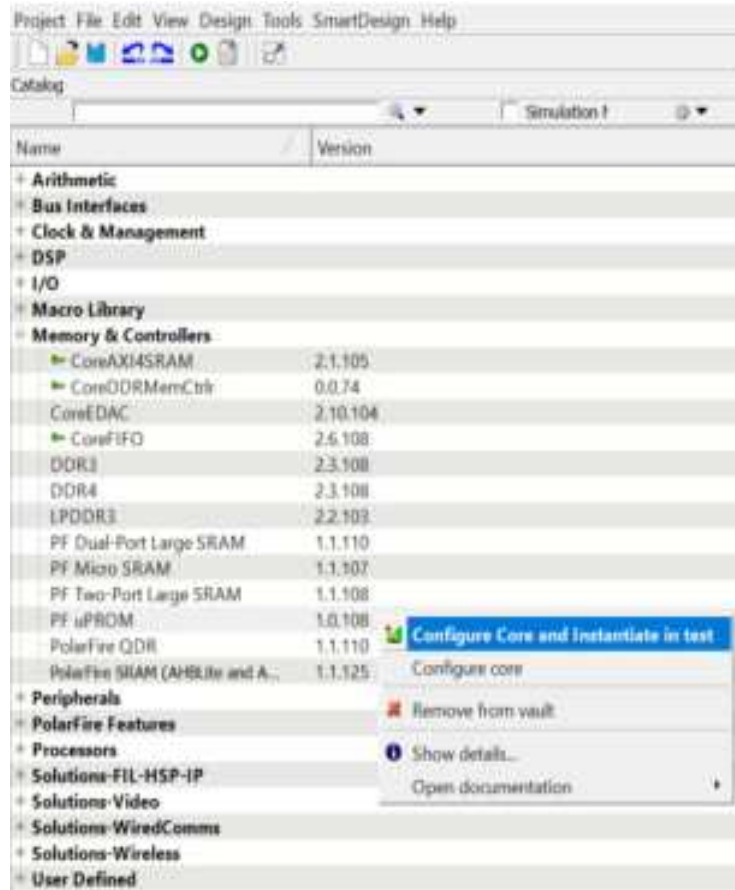 Project File Edit View Design Tools SmartDesign Help
Catalog
Simulation
Name Version
Arithmetic
Bus Interfaces
Clock & Management
DSP
I/O
Macro Library
Memory & Controllers
CoreAXI4SRAM 2.1.105
CoreDDRMemCtrlr 0.0.74
CoreEDAC 2.10.104
CoreFIFO 2.6.108
DDR3 2.3.108
DDR4 2.3.108
LPDDR3 2.2.103
PF Dual-Port Large SRAM 1.1.110
PF Micro SRAM 1.1.107
PF Two-Port Large SRAM 1.1.108
PF uPROM 1.0.108
PolarFire QDR 1.1.110
PolarFire SRAM (AHBLite and A... 1.1.125
Configure Core and Instantiate in test
Configure core
Remove from vault
Show details...
Open documentation
Peripherals
PolarFire Features
Processors
Solutions-FIL-HSP-IP
Solutions-Video
Solutions-WiredComms
Solutions-Wireless
User Defined